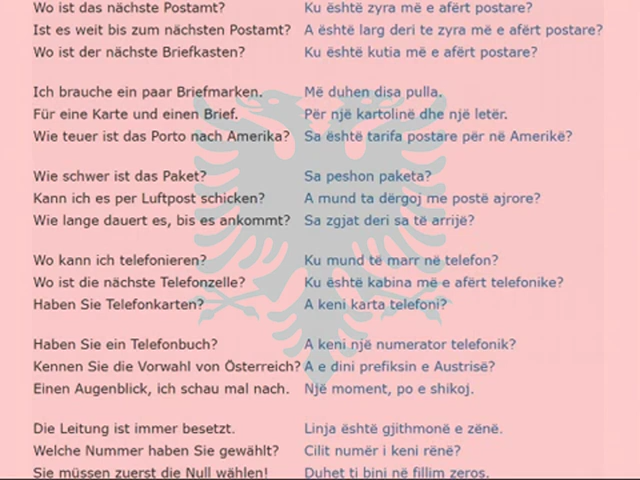 Wo ist das nächste Postamt? Ku është zyra më e afërt postare?
Ist es weit bis zum nächsten Postamt? A është larg deri te zyra më e afërt postare?
Wo ist der nächste Briefkasten? Ku është kutia më e afërt postare?
Ich brauche ein paar Briefmarken. Më duhen disa pulla.
Für eine Karte und einen Brief. Për një kartolinë dhe një letër.
Wie teuer ist das Porto nach Amerika? Sa është tarifa postare për në Amerikë?
Wie schwer ist das Paket? Sa peshon paketa?
Kann ich es per Luftpost schicken? A mund ta dërgoj me postë ajrore?
Wie lange dauert es, bis es ankommt? Sa zgjat deri sa të arrijë?
Wo kann ich telefonieren? Ku mund të marr në telefon?
Wo ist die nächste Telefonzelle? Ku është kabina më e afërt telefonike?
Haben Sie Telefonkarten? A keni karta telefoni?
Haben Sie ein Telefonbuch? A keni një numerator telefonik?
Kennen Sie die Vorwahl von Österreich? A e dini prefiksin e Austrisë?
Einen Augenblick, ich schau mal nach. Një moment, po e shikoj.
Die Leitung ist immer besetzt. Linja është gjithmonë e zënë.
Welche Nummer haben Sie gewählt? Cilit numër i keni rënë?
Sie müssen zuerst die Null wählen! Duhet ti bini në fillim zeros.